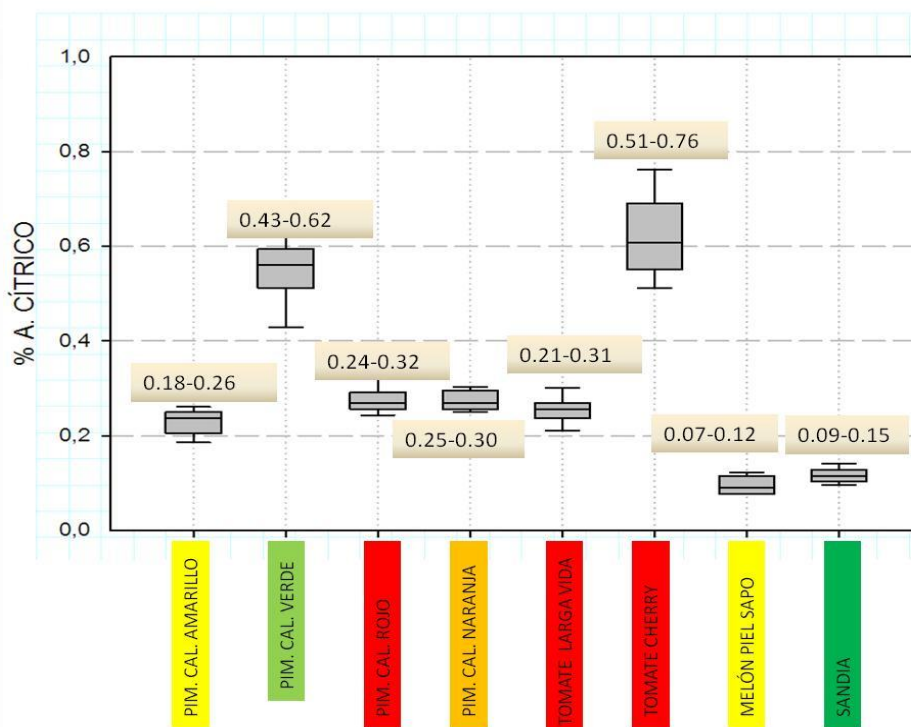 % A. CÍTRICO
1,0
0,8
0,6
0,4
0,2
0,0
0.18-0.26
0.43-0.62
0.24-0.32
0.25-0.30
0.21-0.31
0.51-0.76
0.07-0.12
0.09-0.15
PIM. CAL. AMARILLO
PIM. CAL. VERDE
PIM. CAL. ROJO
PIM. CAL. NARANJA
TOMATE LARGA VIDA
TOMATE CHERRY
MELÓN PIEL SAPO
SANDIA